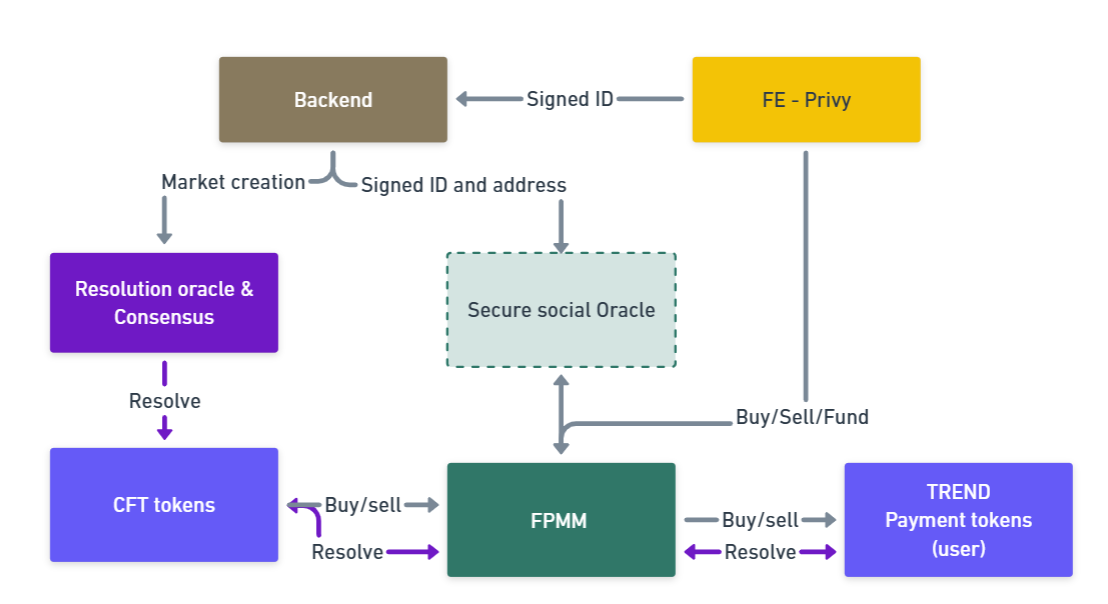 Backend
Signed ID
FE - Privy
Market creation
Signed ID and address
Resolution oracle &
Consensus
Secure social Oracle
Resolve
Buy/Sell/Fund
CFT tokens
Buy/sell
Resolve
FPMM
Buy/sell
Resolve
TREND
Payment tokens
(user)